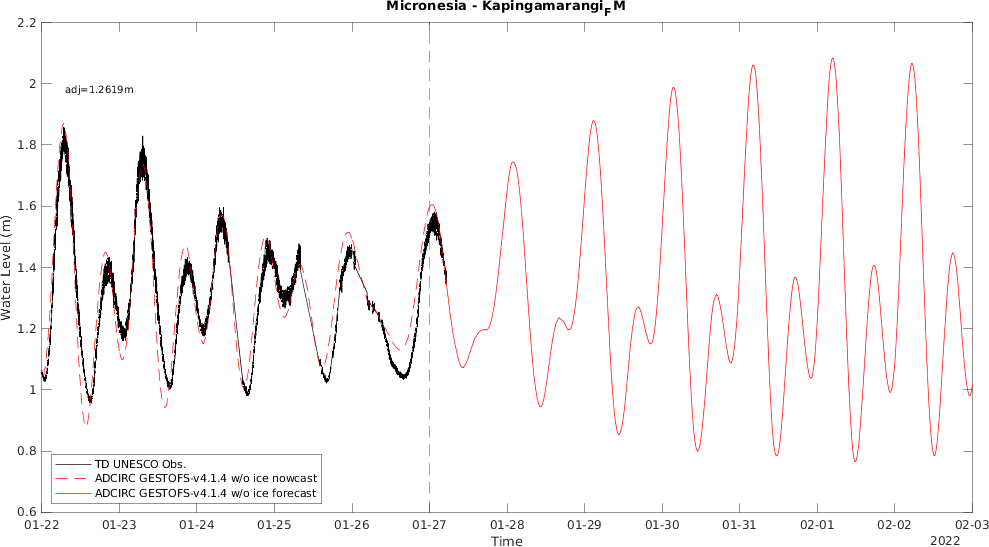 Micronesia - KapingamarangiFM
2.2
2
1.8
1.6
1.4
1.2
1
0.8
0.6
Water Level (m)
adj=1.2619m
TD UNESCO Obs.
ADCIRC GESTOFS-v4.1.4 w/o ice nowcast
ADCIRC GESTOFS-v4.1.4 w/o ice forecast
01-22 01-23 01-24 01-25 01-26 01-27 01-28 01-29 01-30 01-31 02-01 02-02 02-03
Time
2022